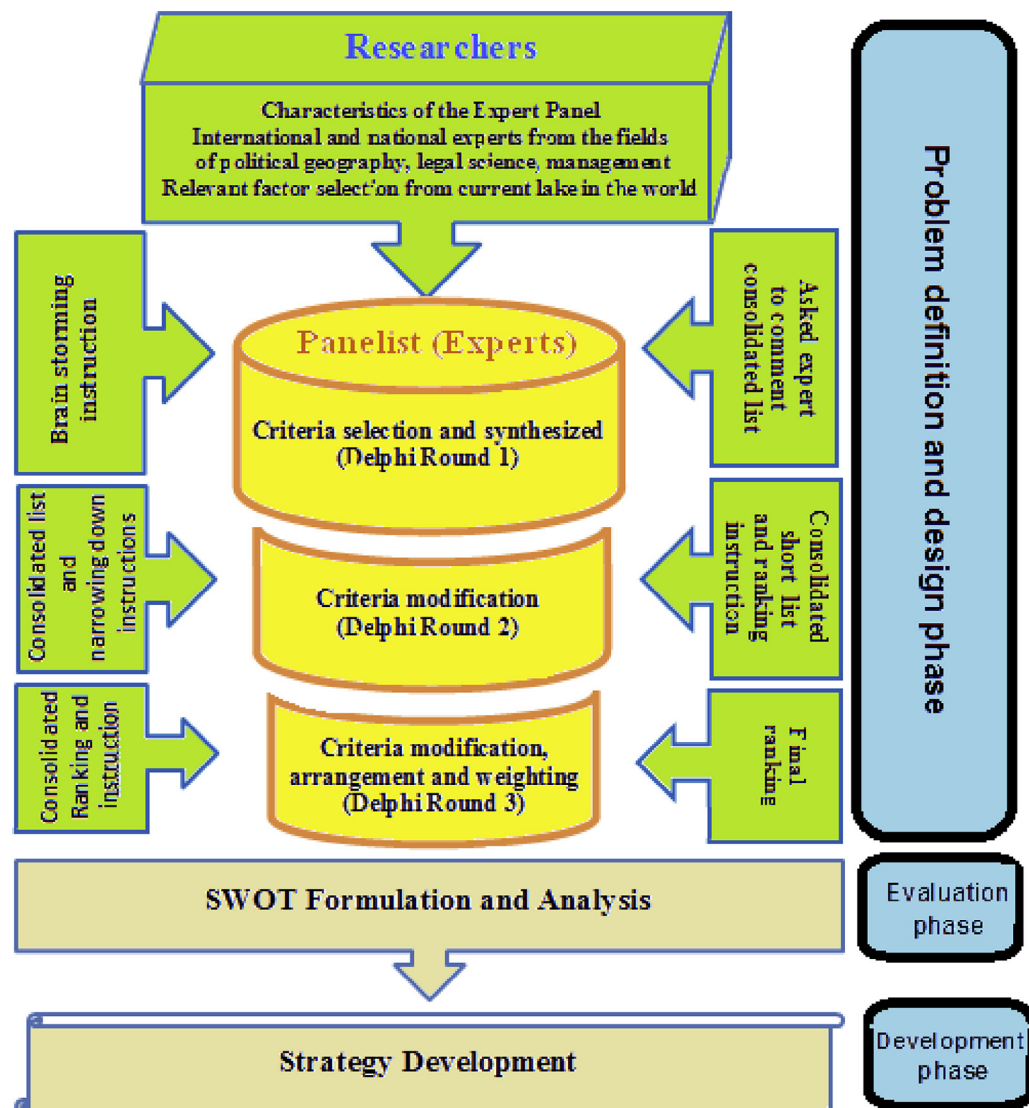 Researchers
Characteristics of the Expert Panel
International and national experts from the fields
of political geography, legal science, management
Relevant factor selection from current lake in the world
Brain storming
instruction
Panelist (Experts)
Criteria selection and synthesized
(Delphi Round 1)
Asked expert
to comment
consolidated list
Consolidated list
and
narrowing down
instructions
Criteria modification
(Delphi Round 2)
Consolidated
short list
and ranking
instruction
Consolidated
Ranking and
instruction
Criteria modification,
arrangement and weighting
(Delphi Round 3)
Final
ranking
Problem definition and design phase
SWOT Formulation and Analysis
Evaluation
phase
Strategy Development
Development
phase